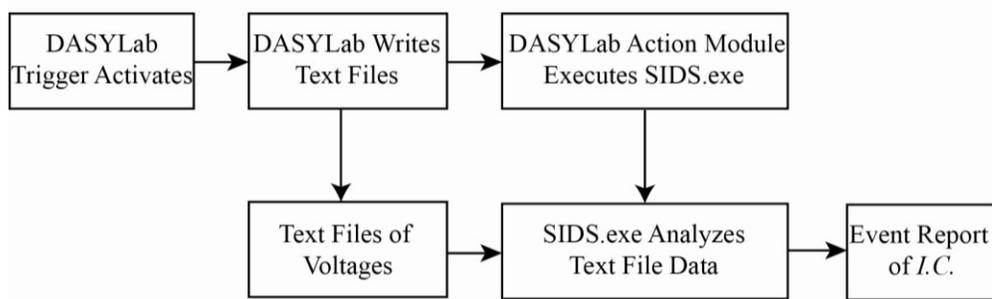 DASYLab
Trigger Activates
DASYLab Writes
Text Files
DASYLab Action Module
Executes SIDS.exe
Text Files of
Voltages
SIDS.exe Analyzes
Text File Data
Event Report
of I.C.